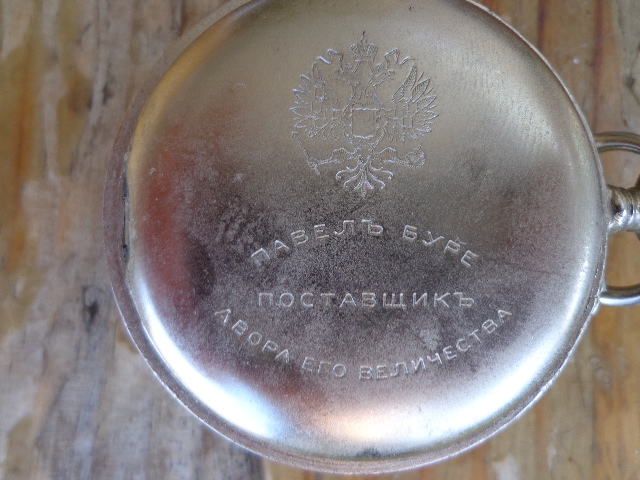 ПАВЕЛЪ БУРЕ
ПОСТАВЩИКЪ
ДВОРА ЕГО ВЕЛИЧЕСТВА